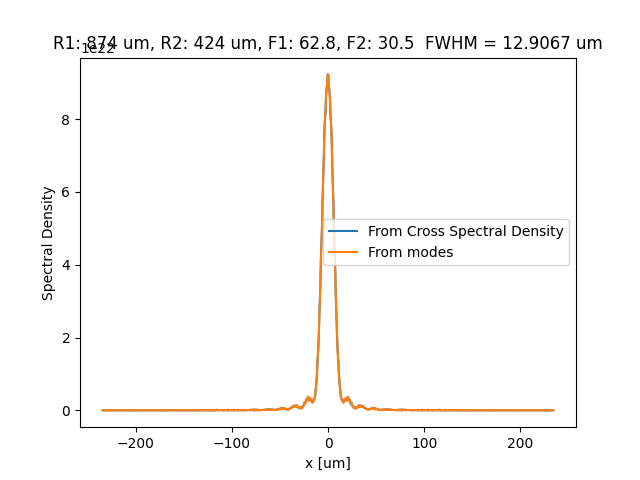 R1: 874 um, R2: 424 um, F1: 62.8, F2: 30.5  FWHM = 12.9067 um
1e22
8
6
4
2
0
Spectral Density
From Cross Spectral Density
From modes
−200
−100
0
100
200
x [um]